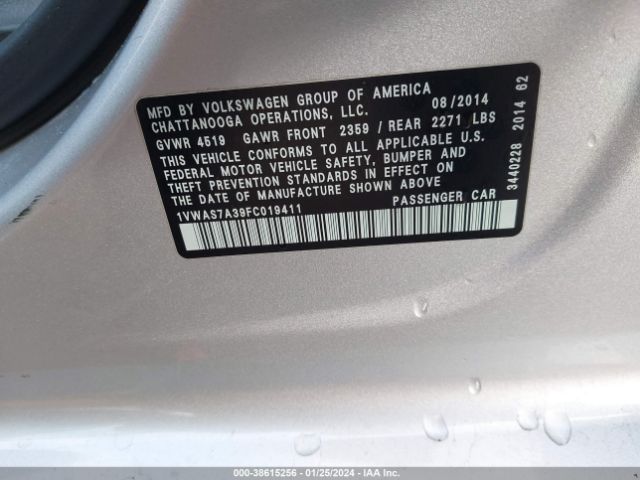 MFD BY VOLKSWAGEN GROUP OF AMERICA
CHATTANOOGA OPERATIONS, LLC. 08/2014
GVWR 4519 GAWR FRONT 2359 / REAR 2271 LBS
THIS VEHICLE CONFORMS TO ALL APPLICABLE U.S.
FEDERAL MOTOR VEHICLE SAFETY, BUMPER AND
THEFT PREVENTION STANDARDS IN EFFECT ON
THE DATE OF MANUFACTURE SHOWN ABOVE
1VWAS7A39FC019411 PASSENGER CAR
3440228 2014 62
000-38615256 - 01/25/2024 - IAA Inc.